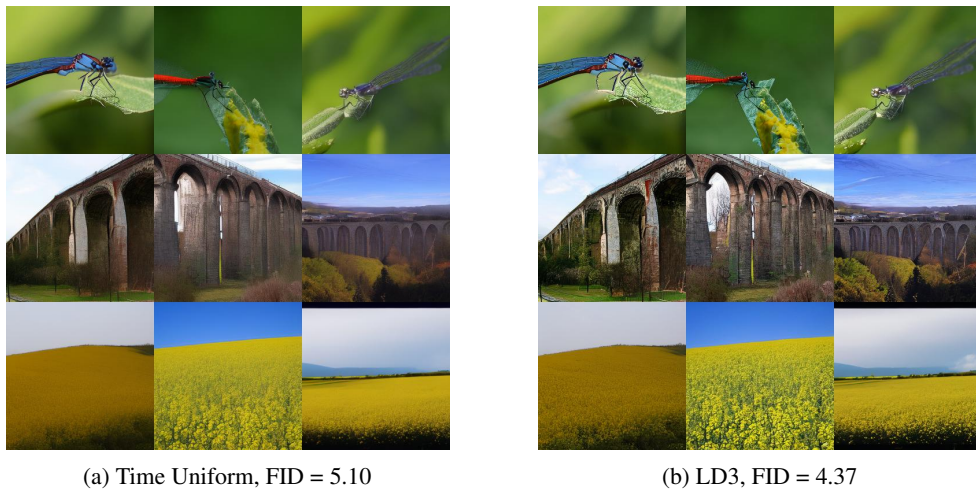 (a) Time Uniform, FID = 5.10
(b) LD3, FID = 4.37